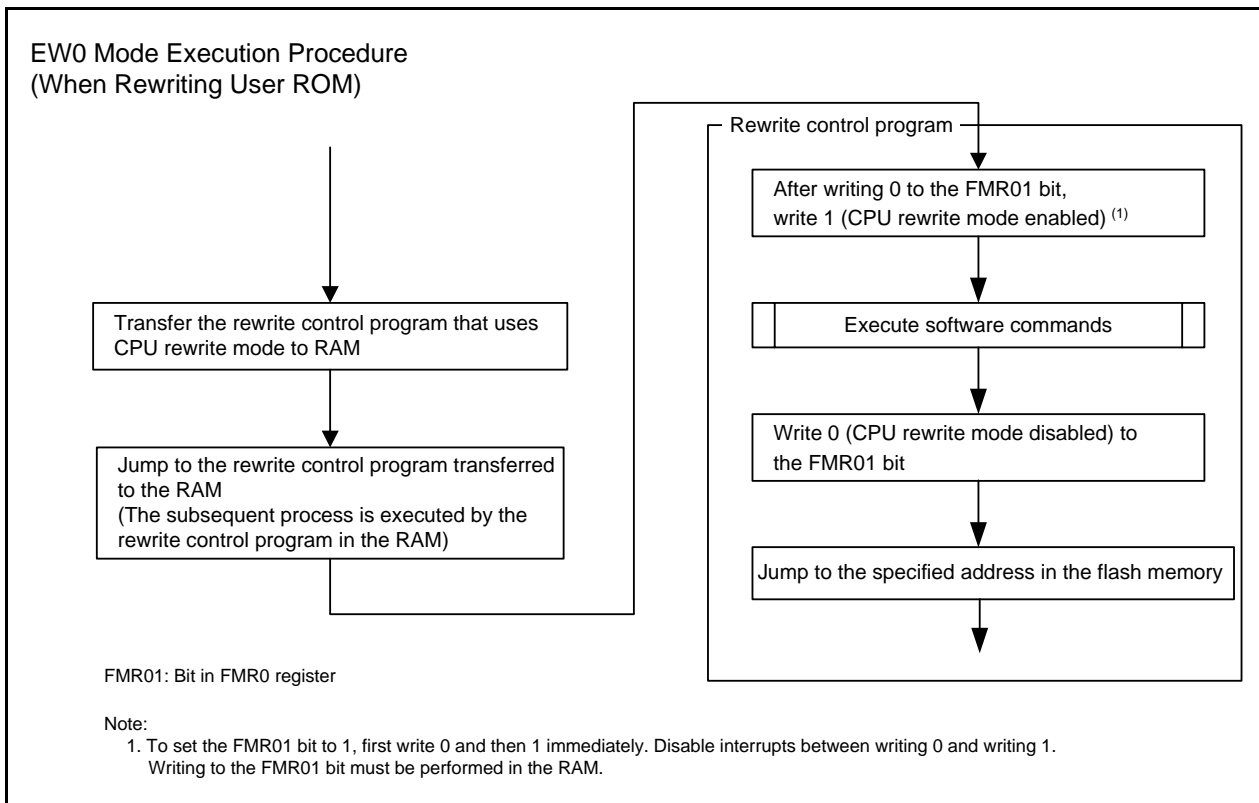 EW0 Mode Execution Procedure
(When Rewriting User ROM)
Transfer the rewrite control program that uses
CPU rewrite mode to RAM
Jump to the rewrite control program transferred
to the RAM
(The subsequent process is executed by the
rewrite control program in the RAM)
Rewrite control program
After writing 0 to the FMR01 bit,
write 1 (CPU rewrite mode enabled) (1)
Execute software commands
Write 0 (CPU rewrite mode disabled) to
the FMR01 bit
Jump to the specified address in the flash memory
FMR01: Bit in FMR0 register
Note:
1. To set the FMR01 bit to 1, first write 0 and then 1 immediately. Disable interrupts between writing 0 and writing 1.
Writing to the FMR01 bit must be performed in the RAM.